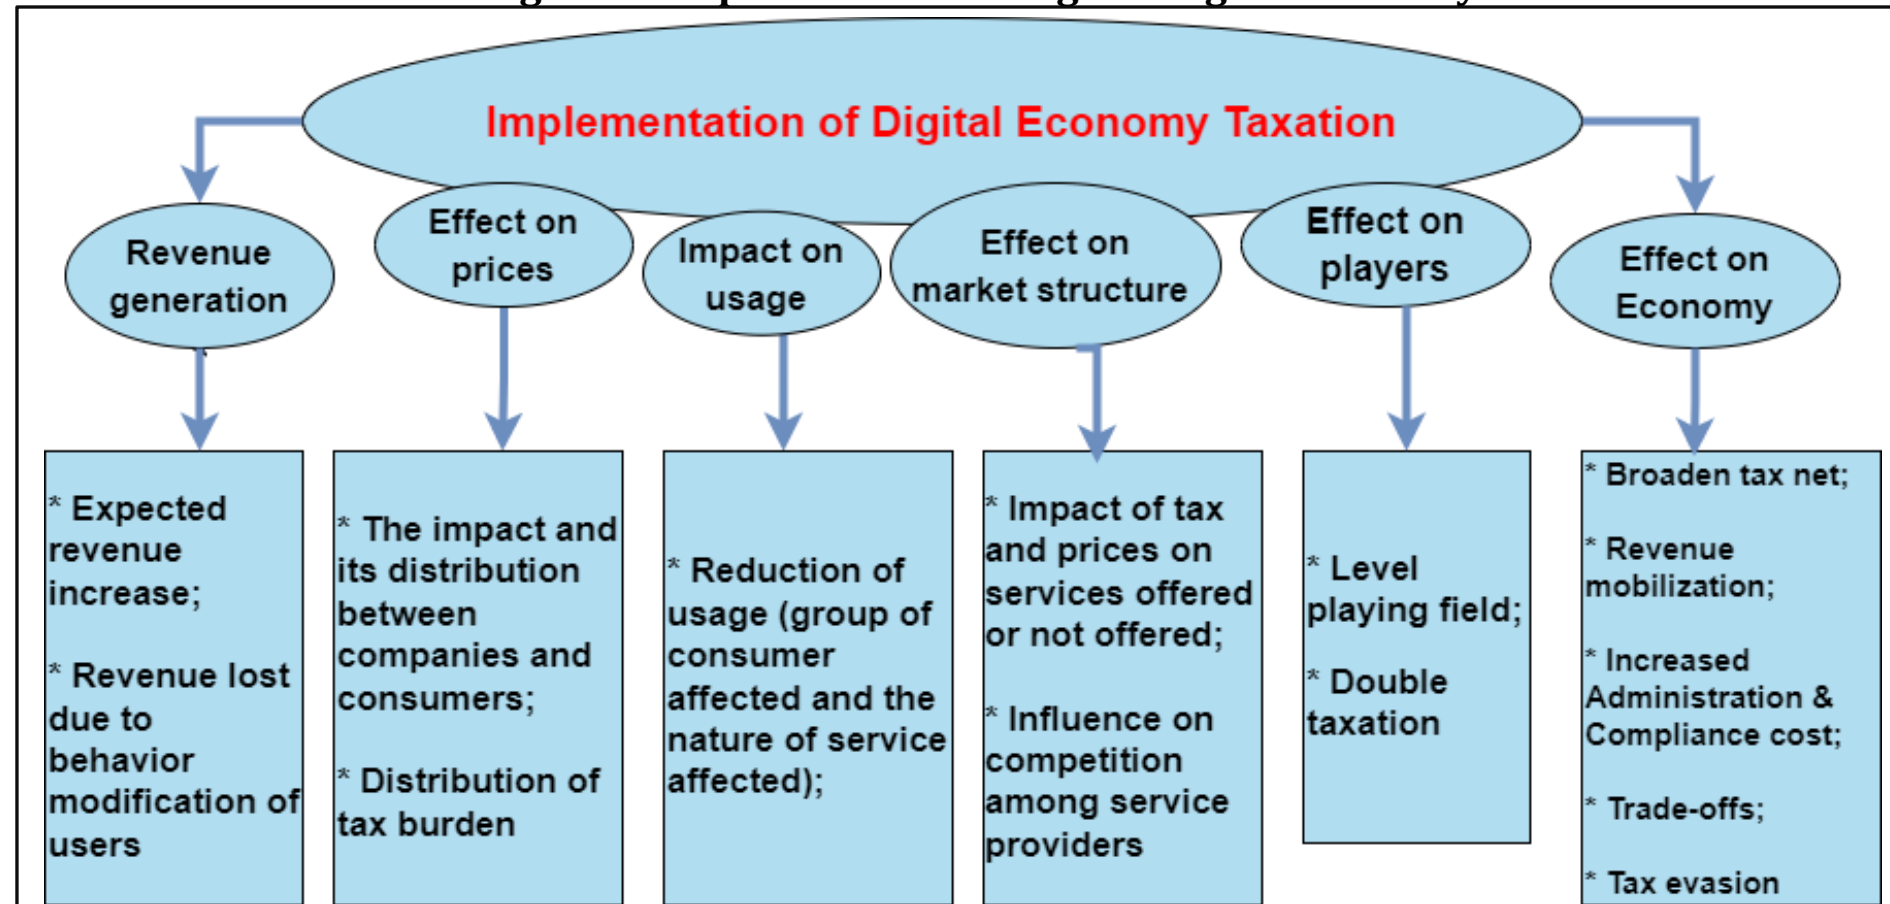 Implementation of Digital Economy Taxation
Revenue
generation
Effect on
prices
Impact on
usage
Effect on
market structure
Effect on
players
Effect on
Economy
* Expected
revenue
increase;
* Revenue lost
due to
behavior
modification of
users
* The impact and
its distribution
between
companies and
consumers;
* Distribution of
tax burden
* Reduction of
usage (group of
consumer
affected and the
nature of service
affected);
* Impact of tax
and prices on
services offered
or not offered;
* Influence on
competition
among service
providers
* Level
playing field;
* Double
taxation
* Broaden tax net;
* Revenue
mobilization;
* Increased
Administration &
Compliance cost;
* Trade-offs;
* Tax evasion